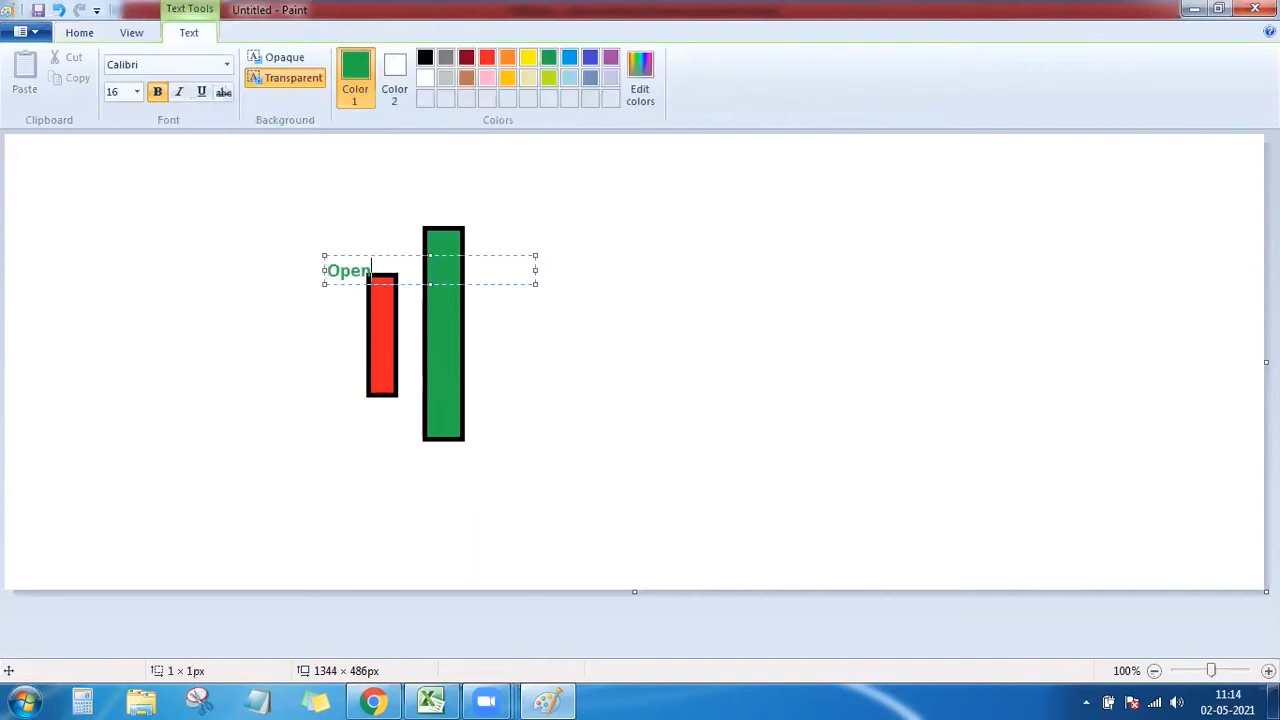 Text Tools
Untitled - Paint
Home
View
Text
Cut
Copy
Paste
Clipboard
Calibri
16
B I U abc
Font
Opaque
Transparent
Background
Color 1
Color 2
Edit colors
Colors
Open
1 × 1px
1344 × 486px
100%
11:14
02-05-2021